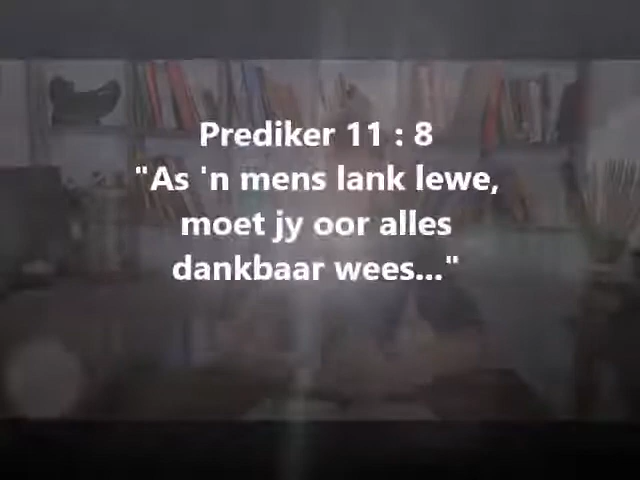 Prediker 11 : 8
"As 'n mens lank lewe,
moet jy oor alles
dankbaar wees..."